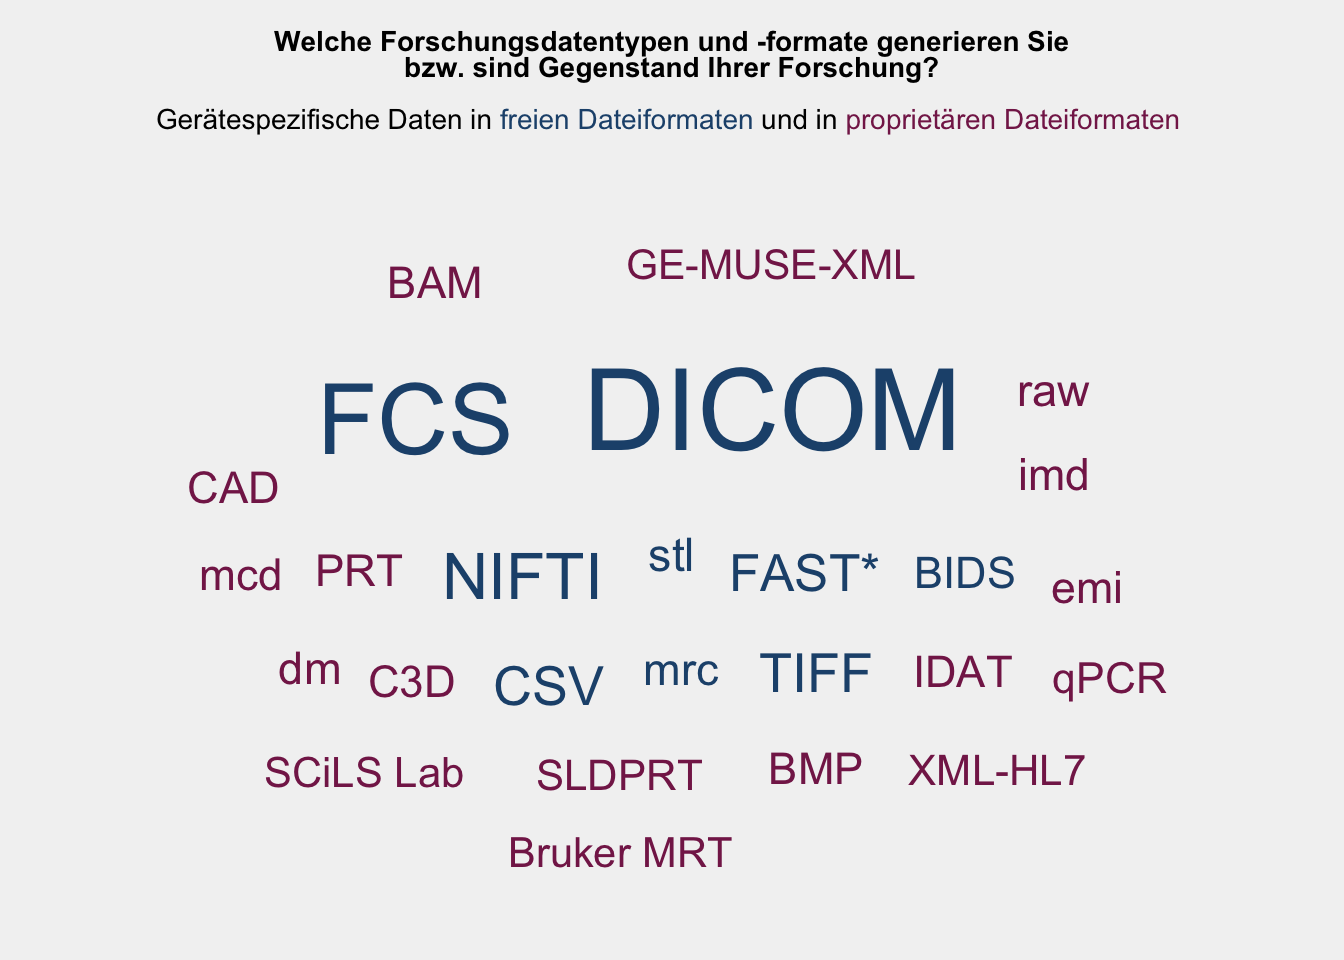 Welche Forschungsdatentypen und -formate generieren Sie
bzw. sind Gegenstand Ihrer Forschung?
Gerätespezifische Daten in freien Dateiformaten und in proprietären Dateiformaten
BAM
GE-MUSE-XML
FCS
DICOM
raw
CAD
imd
mcd
PRT
NIFTI
stl
FAST*
BIDS
emi
dm
C3D
CSV
mrc
TIFF
IDAT
qPCR
SCiLS Lab
SLDPRT
BMP
XML-HL7
Bruker MRT